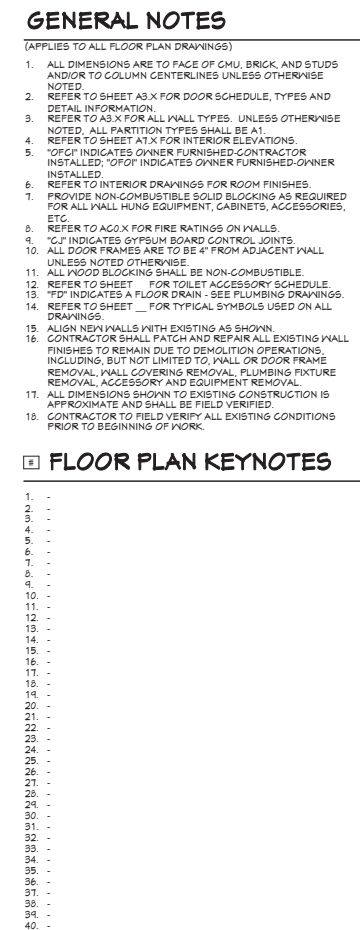 GENERAL NOTES
(APPLIES TO ALL FLOOR PLAN DRAWINGS)
1. ALL DIMENSIONS ARE TO FACE OF CMU, BRICK, AND STUDS
AND/OR TO COLUMN CENTERLINES UNLESS OTHERWISE
NOTED.
2. REFER TO SHEET A3.X FOR DOOR SCHEDULE, TYPES AND
DETAIL INFORMATION.
3. REFER TO A3.X FOR ALL WALL TYPES. UNLESS OTHERWISE
NOTED, ALL PARTITION TYPES SHALL BE A1.
4. REFER TO SHEET A7.X FOR INTERIOR ELEVATIONS.
5. "OFCI" INDICATES OWNER FURNISHED-CONTRACTOR
INSTALLED; "OFOI" INDICATES OWNER FURNISHED-OWNER
INSTALLED.
6. REFER TO INTERIOR DRAWINGS FOR ROOM FINISHES.
7. PROVIDE NON-COMBUSTIBLE SOLID BLOCKING AS REQUIRED
FOR ALL WALL HUNG EQUIPMENT, CABINETS, ACCESSORIES,
ETC.
8. REFER TO AC0.X FOR FIRE RATINGS ON WALLS.
9. "CJ" INDICATES GYPSUM BOARD CONTROL JOINTS.
10. ALL DOOR FRAMES ARE TO BE 4" FROM ADJACENT WALL
UNLESS NOTED OTHERWISE.
11. ALL WOOD BLOCKING SHALL BE NON-COMBUSTIBLE.
12. REFER TO SHEET __ FOR TOILET ACCESSORY SCHEDULE.
13. "FD" INDICATES A FLOOR DRAIN - SEE PLUMBING DRAWINGS.
14. REFER TO SHEET __ FOR TYPICAL SYMBOLS USED ON ALL
DRAWINGS.
15. ALIGN NEW WALLS WITH EXISTING AS SHOWN.
16. CONTRACTOR SHALL PATCH AND REPAIR ALL EXISTING WALL
FINISHES TO REMAIN DUE TO DEMOLITION OPERATIONS,
INCLUDING, BUT NOT LIMITED TO, WALL OR DOOR FRAME
REMOVAL, WALL COVERING REMOVAL, PLUMBING FIXTURE
REMOVAL, ACCESSORY AND EQUIPMENT REMOVAL.
17. ALL DIMENSIONS SHOWN TO EXISTING CONSTRUCTION IS
APPROXIMATE AND SHALL BE FIELD VERIFIED.
18. CONTRACTOR TO FIELD VERIFY ALL EXISTING CONDITIONS
PRIOR TO BEGINNING OF WORK.
# FLOOR PLAN KEYNOTES
1. -
2. -
3. -
4. -
5. -
6. -
7. -
8. -
9. -
10. -
11. -
12. -
13. -
14. -
15. -
16. -
17. -
18. -
19. -
20. -
21. -
22. -
23. -
24. -
25. -
26. -
27. -
28. -
29. -
30. -
31. -
32. -
33. -
34. -
35. -
36. -
37. -
38. -
39. -
40. -